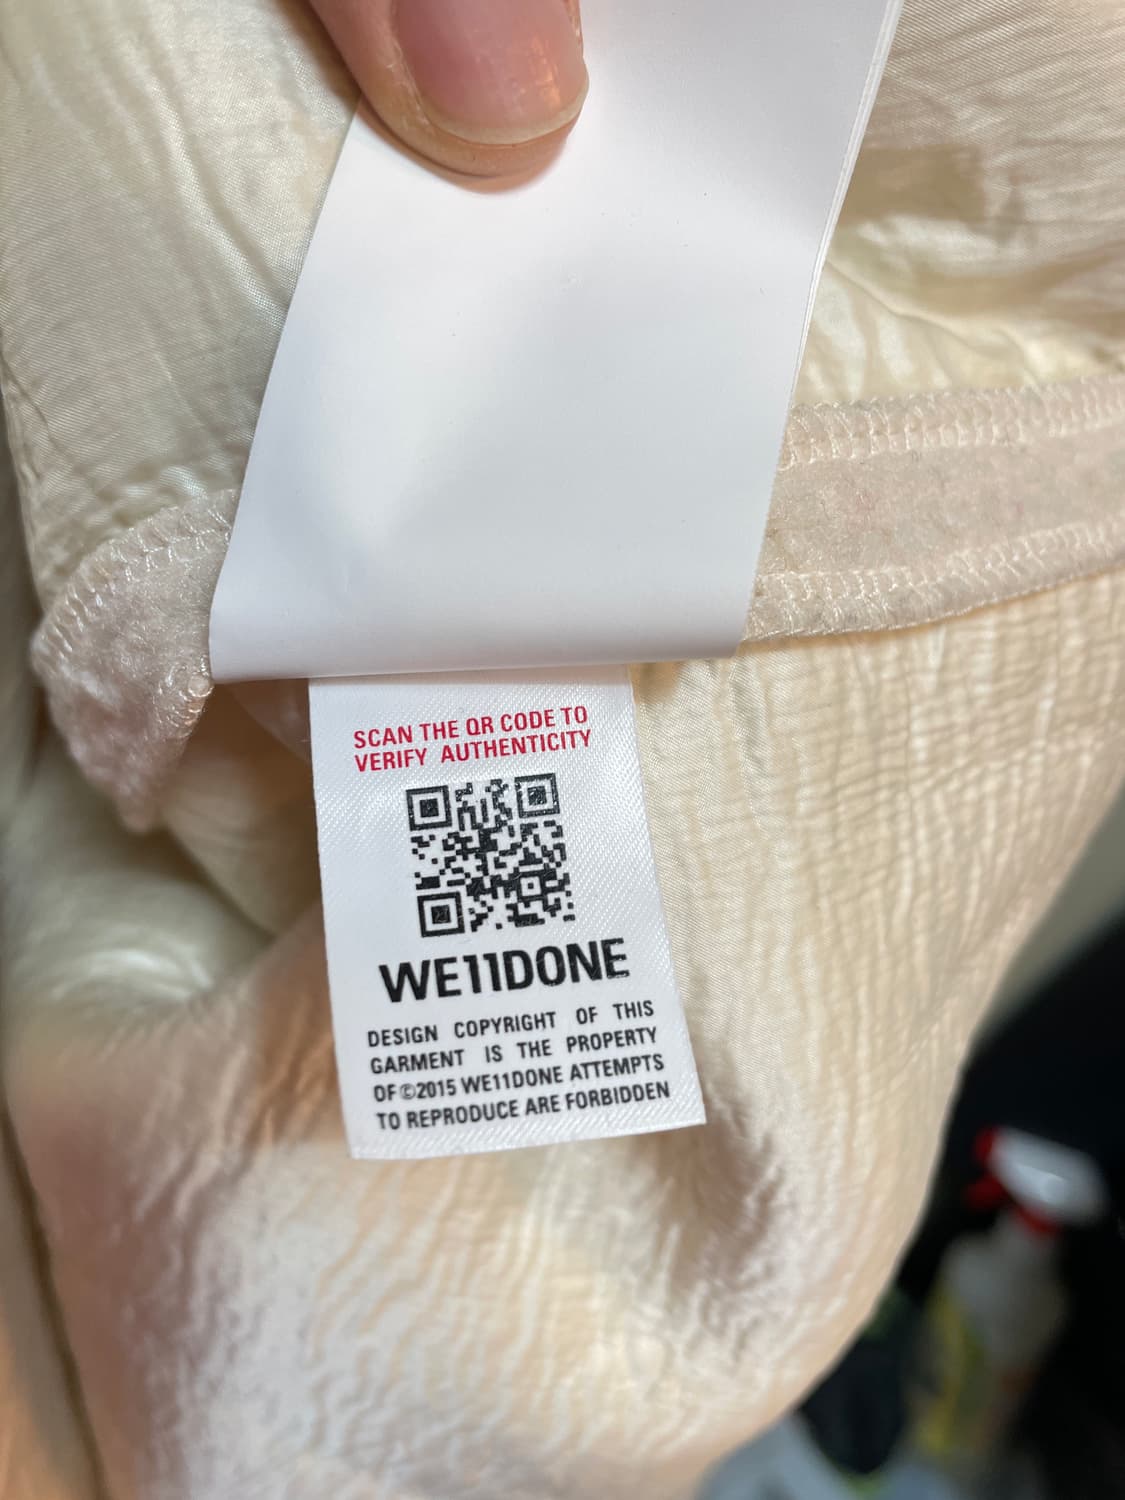 SCAN THE QR CODE TO
VERIFY AUTHENTICITY
WE11DONE
DESIGN COPYRIGHT OF THIS
GARMENT IS THE PROPERTY
OF ©2015 WE11DONE ATTEMPTS
TO REPRODUCE ARE FORBIDDEN